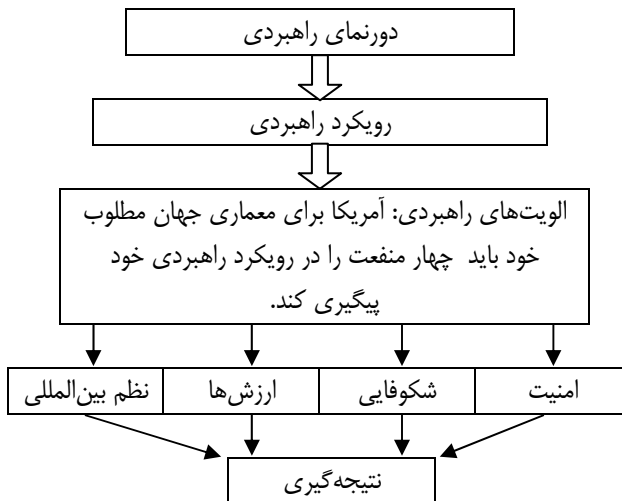 دورنمای راهبردی
رویکرد راهبردی
الویت‌های راهبردی: آمریکا برای معماری جهان مطلوب
خود باید چهار منفعت را در رویکرد راهبردی خود
پیگیری کند.
امنیت
شکوفایی
ارزش‌ها
نظم بین‌المللی
نتیجه‌گیری